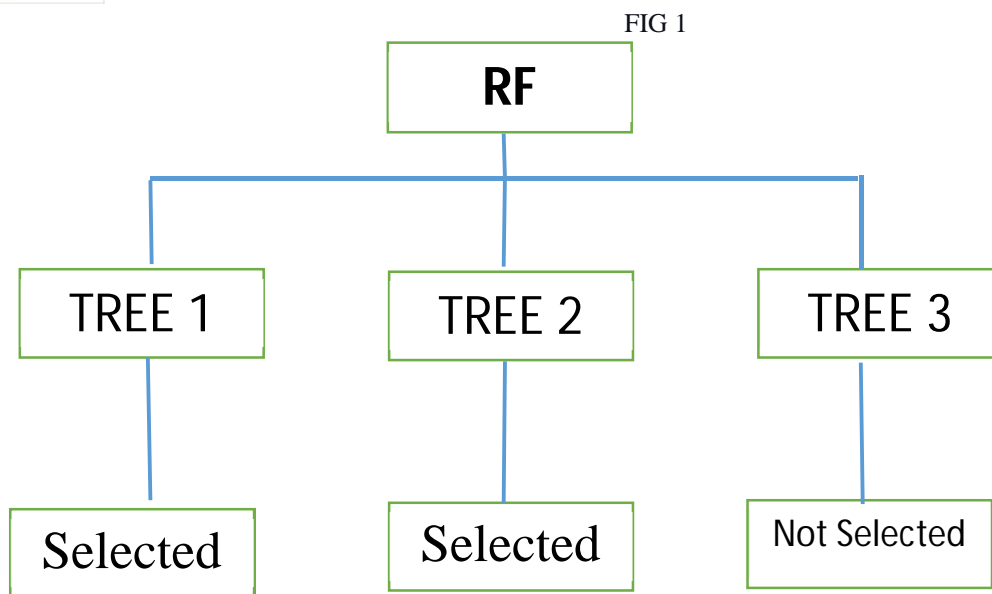 FIG 1
RF
TREE 1
TREE 2
TREE 3
Selected
Selected
Not Selected